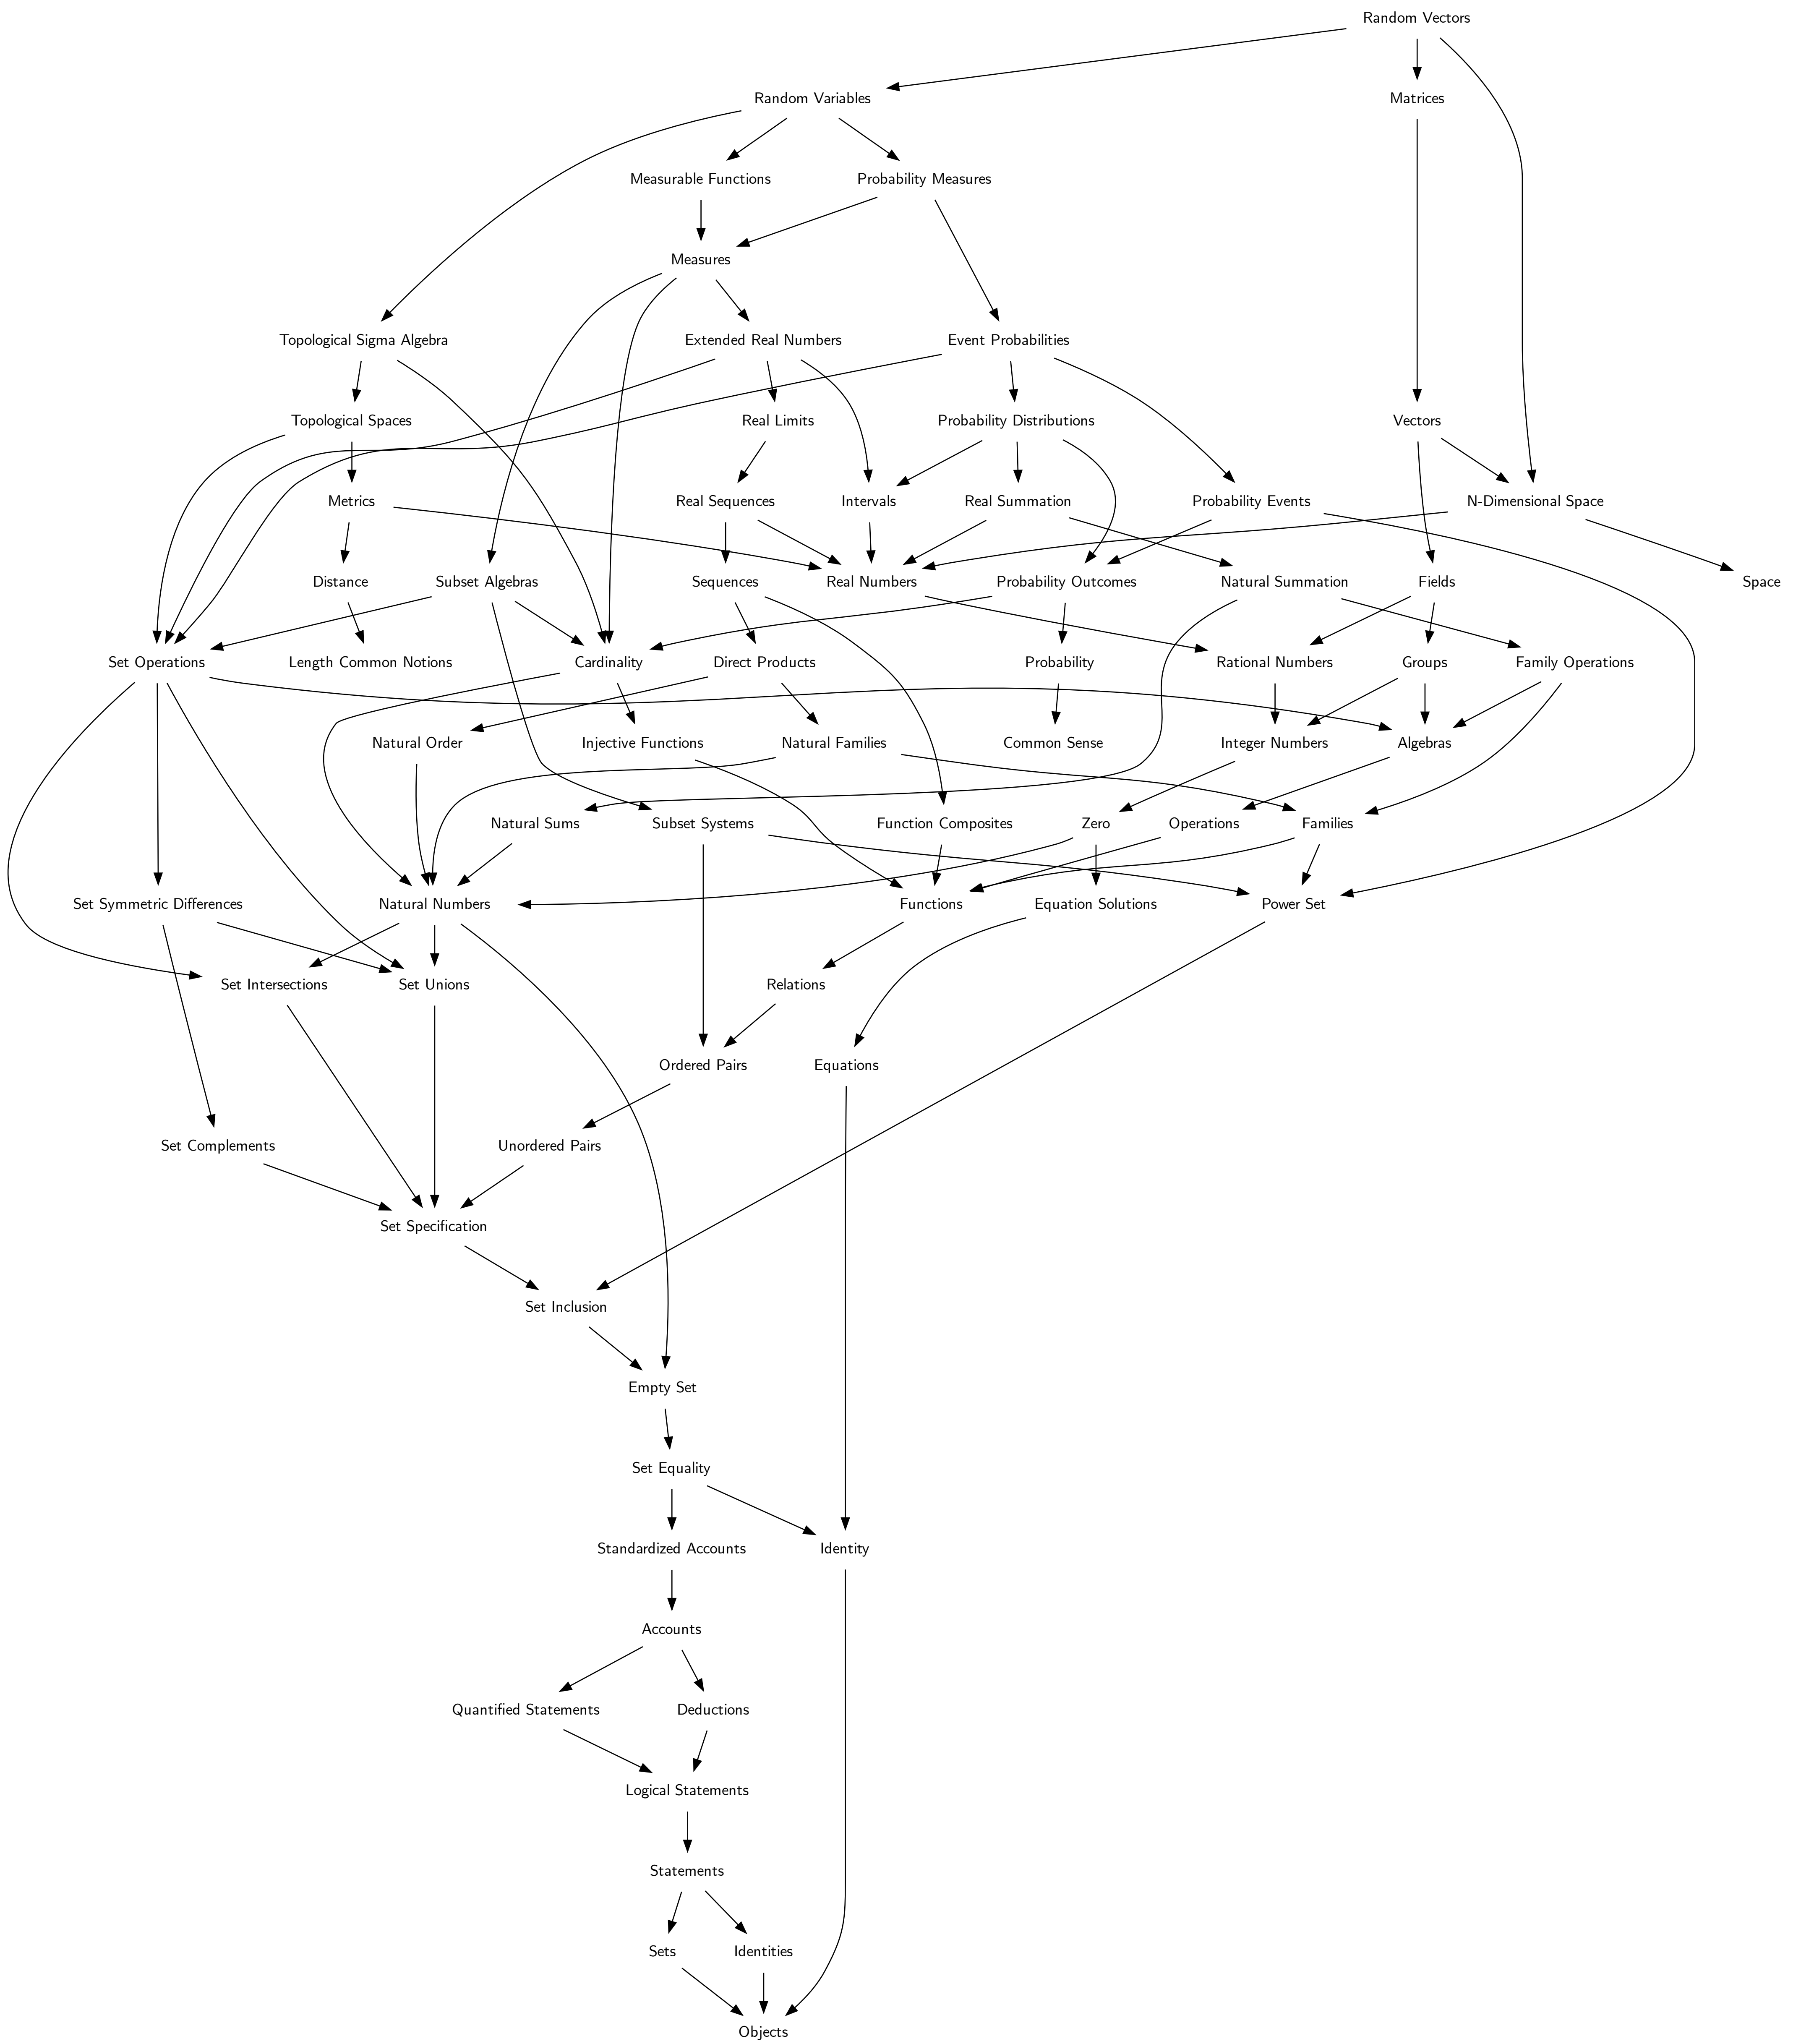 Random Vectors
Random Variables
Matrices
Measurable Functions
Probability Measures
Measures
Topological Sigma Algebra
Extended Real Numbers
Event Probabilities
Topological Spaces
Real Limits
Probability Distributions
Vectors
Metrics
Real Sequences
Intervals
Real Summation
Probability Events
N-Dimensional Space
Distance
Subset Algebras
Sequences
Real Numbers
Probability Outcomes
Natural Summation
Fields
Space
Set Operations
Length Common Notions
Cardinality
Direct Products
Probability
Rational Numbers
Groups
Family Operations
Natural Order
Injective Functions
Natural Families
Common Sense
Integer Numbers
Algebras
Natural Sums
Subset Systems
Function Composites
Zero
Operations
Families
Set Symmetric Differences
Natural Numbers
Functions
Equation Solutions
Power Set
Set Intersections
Set Unions
Relations
Ordered Pairs
Equations
Set Complements
Unordered Pairs
Set Specification
Set Inclusion
Empty Set
Set Equality
Standardized Accounts
Identity
Accounts
Quantified Statements
Deductions
Logical Statements
Statements
Sets
Identities
Objects